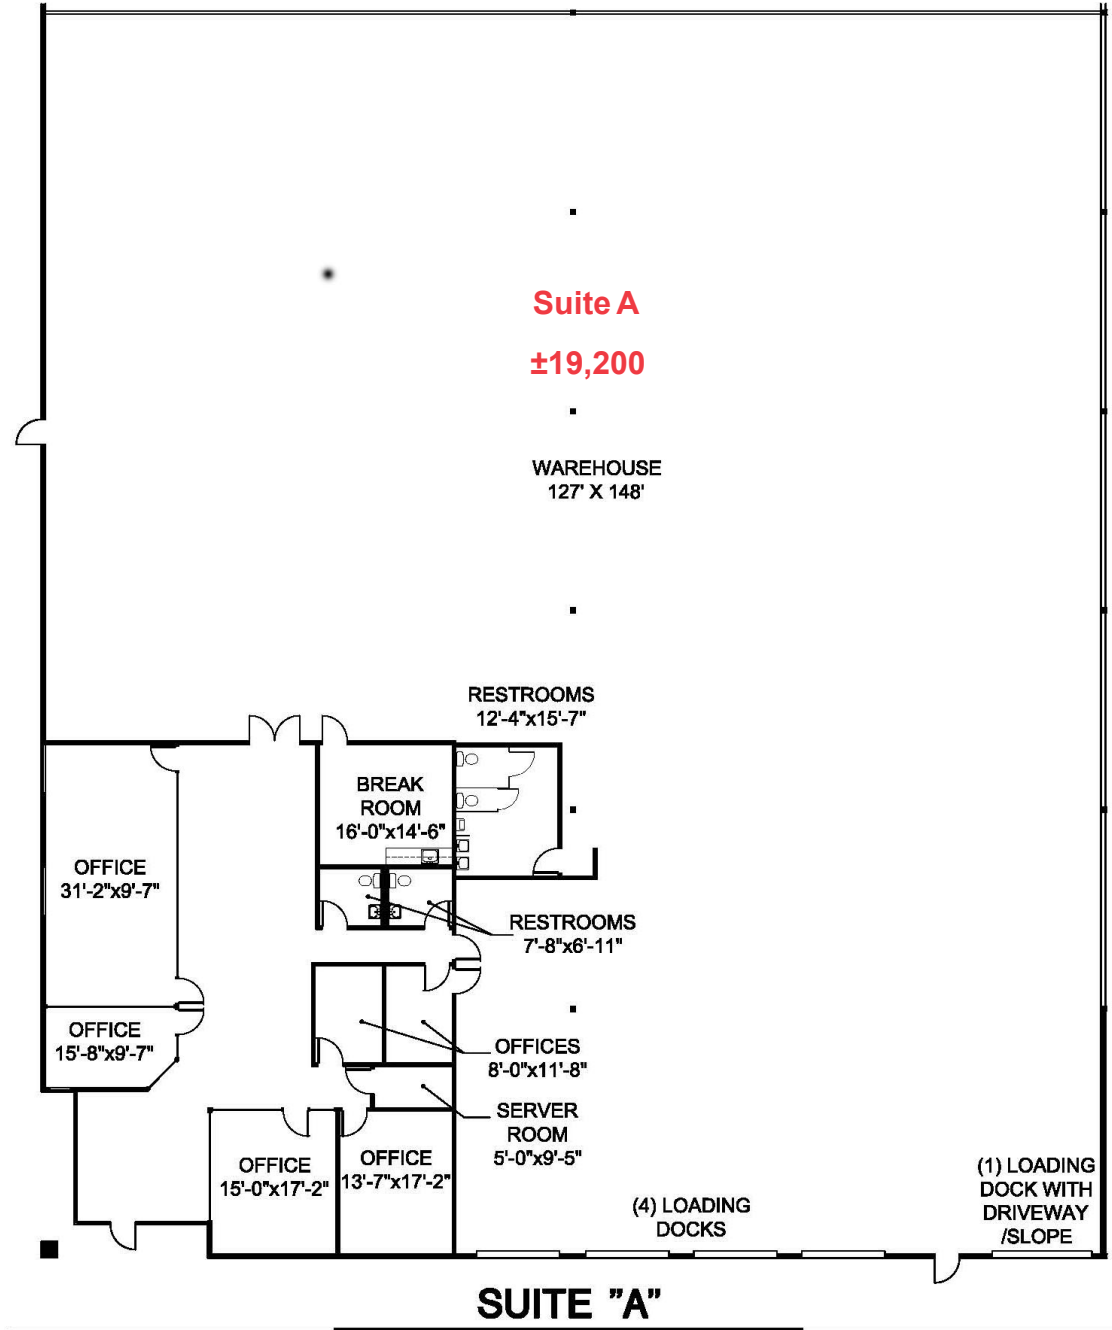 Suite A
±19,200
WAREHOUSE
127' X 148'
RESTROOMS
12'-4"x15'-7"
BREAK
ROOM
16'-0"x14'-6"
OFFICE
31'-2"x9'-7"
RESTROOMS
7'-8"x6'-11"
OFFICE
15'-8"x9'-7"
OFFICES
8'-0"x11'-8"
SERVER
ROOM
5'-0"x9'-5"
OFFICE
15'-0"x17'-2"
OFFICE
13'-7"x17'-2"
(4) LOADING
DOCKS
(1) LOADING
DOCK WITH
DRIVEWAY
/SLOPE
SUITE "A"